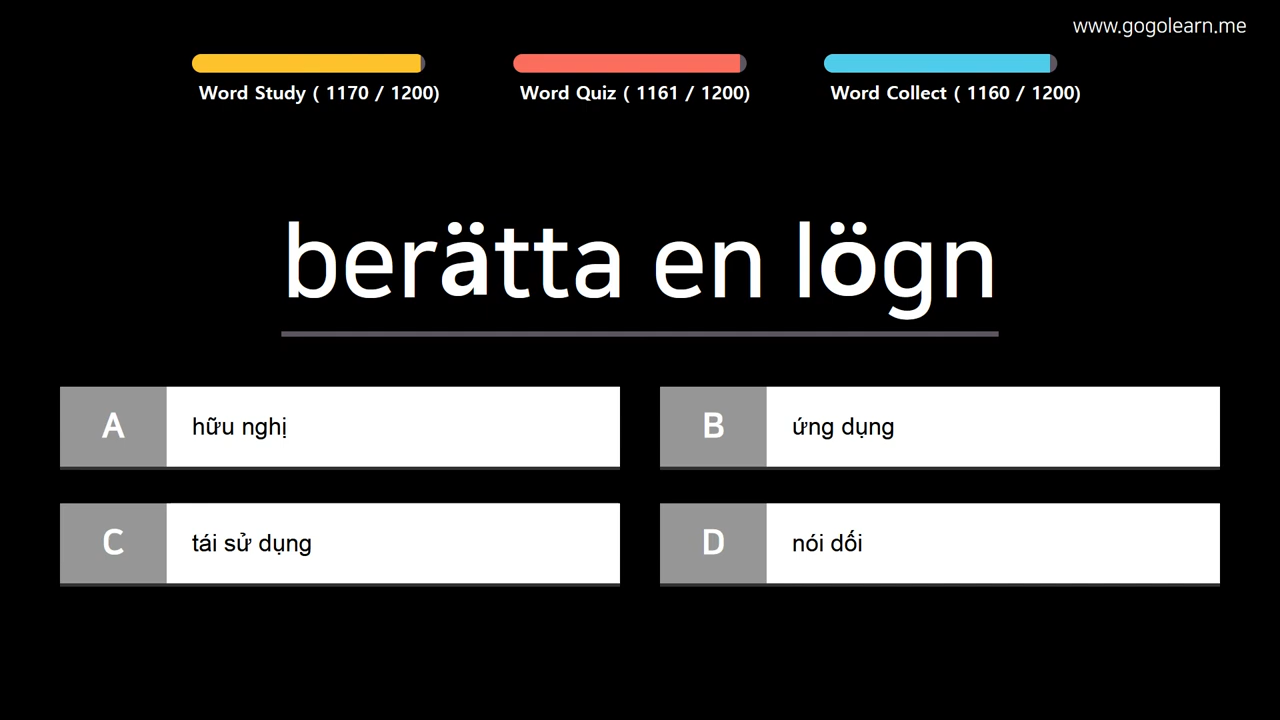 www.gogolearn.me
Word Study ( 1170 / 1200)
Word Quiz ( 1161 / 1200)
Word Collect ( 1160 / 1200)
berätta en lögn
A hữu nghị
B ứng dụng
C tái sử dụng
D nói dối